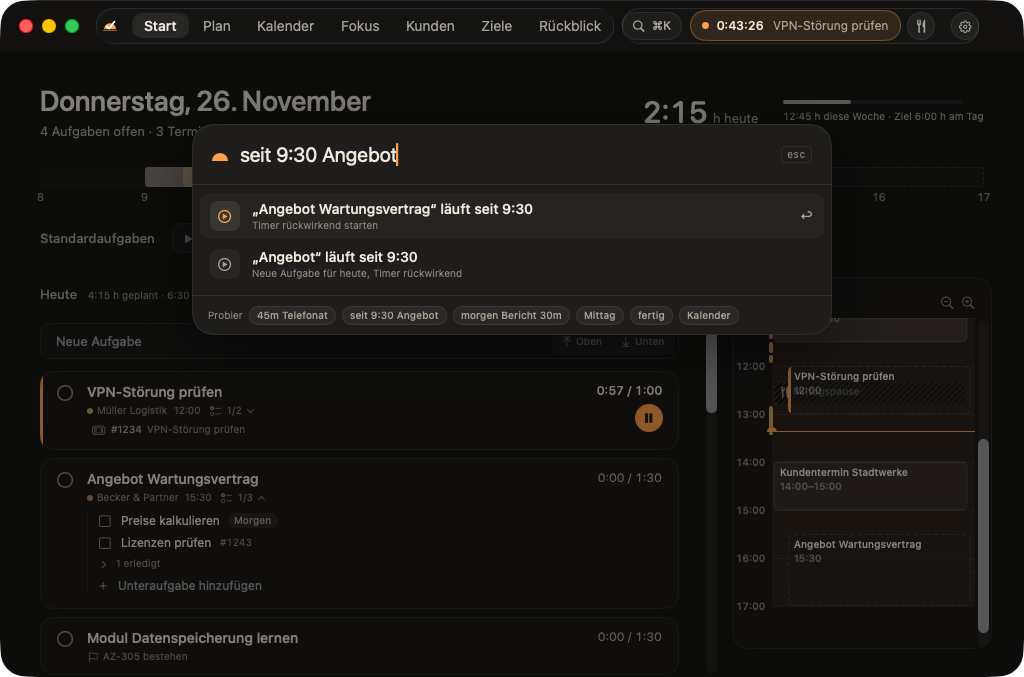 Start Plan Kalender Fokus Kunden Ziele Rückblick ⌘K 0:43:26 VPN-Störung prüfen
Donnerstag, 26. November
4 Aufgaben offen · 3 Termi
2:15 h heute
12:45 h diese Woche · Ziel 6:00 h am Tag
seit 9:30 Angebot
esc
„Angebot Wartungsvertrag“ läuft seit 9:30
Timer rückwirkend starten
„Angebot“ läuft seit 9:30
Neue Aufgabe für heute, Timer rückwirkend
Probier 45m Telefonat seit 9:30 Angebot morgen Bericht 30m Mittag fertig Kalender
8 9 16 17
Standardaufgaben
Heute 4:15 h geplant · 6:30
Neue Aufgabe Oben Unten
VPN-Störung prüfen 0:57 / 1:00
Müller Logistik 12:00 1/2
#1234 VPN-Störung prüfen
Angebot Wartungsvertrag 0:00 / 1:30
Becker & Partner 15:30 1/3
Preise kalkulieren Morgen
Lizenzen prüfen #1243
1 erledigt
Unteraufgabe hinzufügen
Modul Datenspeicherung lernen 0:00 / 1:30
AZ-305 bestehen
12:00
VPN-Störung prüfen
12:00
13:00
14:00
Kundentermin Stadtwerke
14:00–15:00
15:00
Angebot Wartungsvertrag
15:30
16:00
17:00